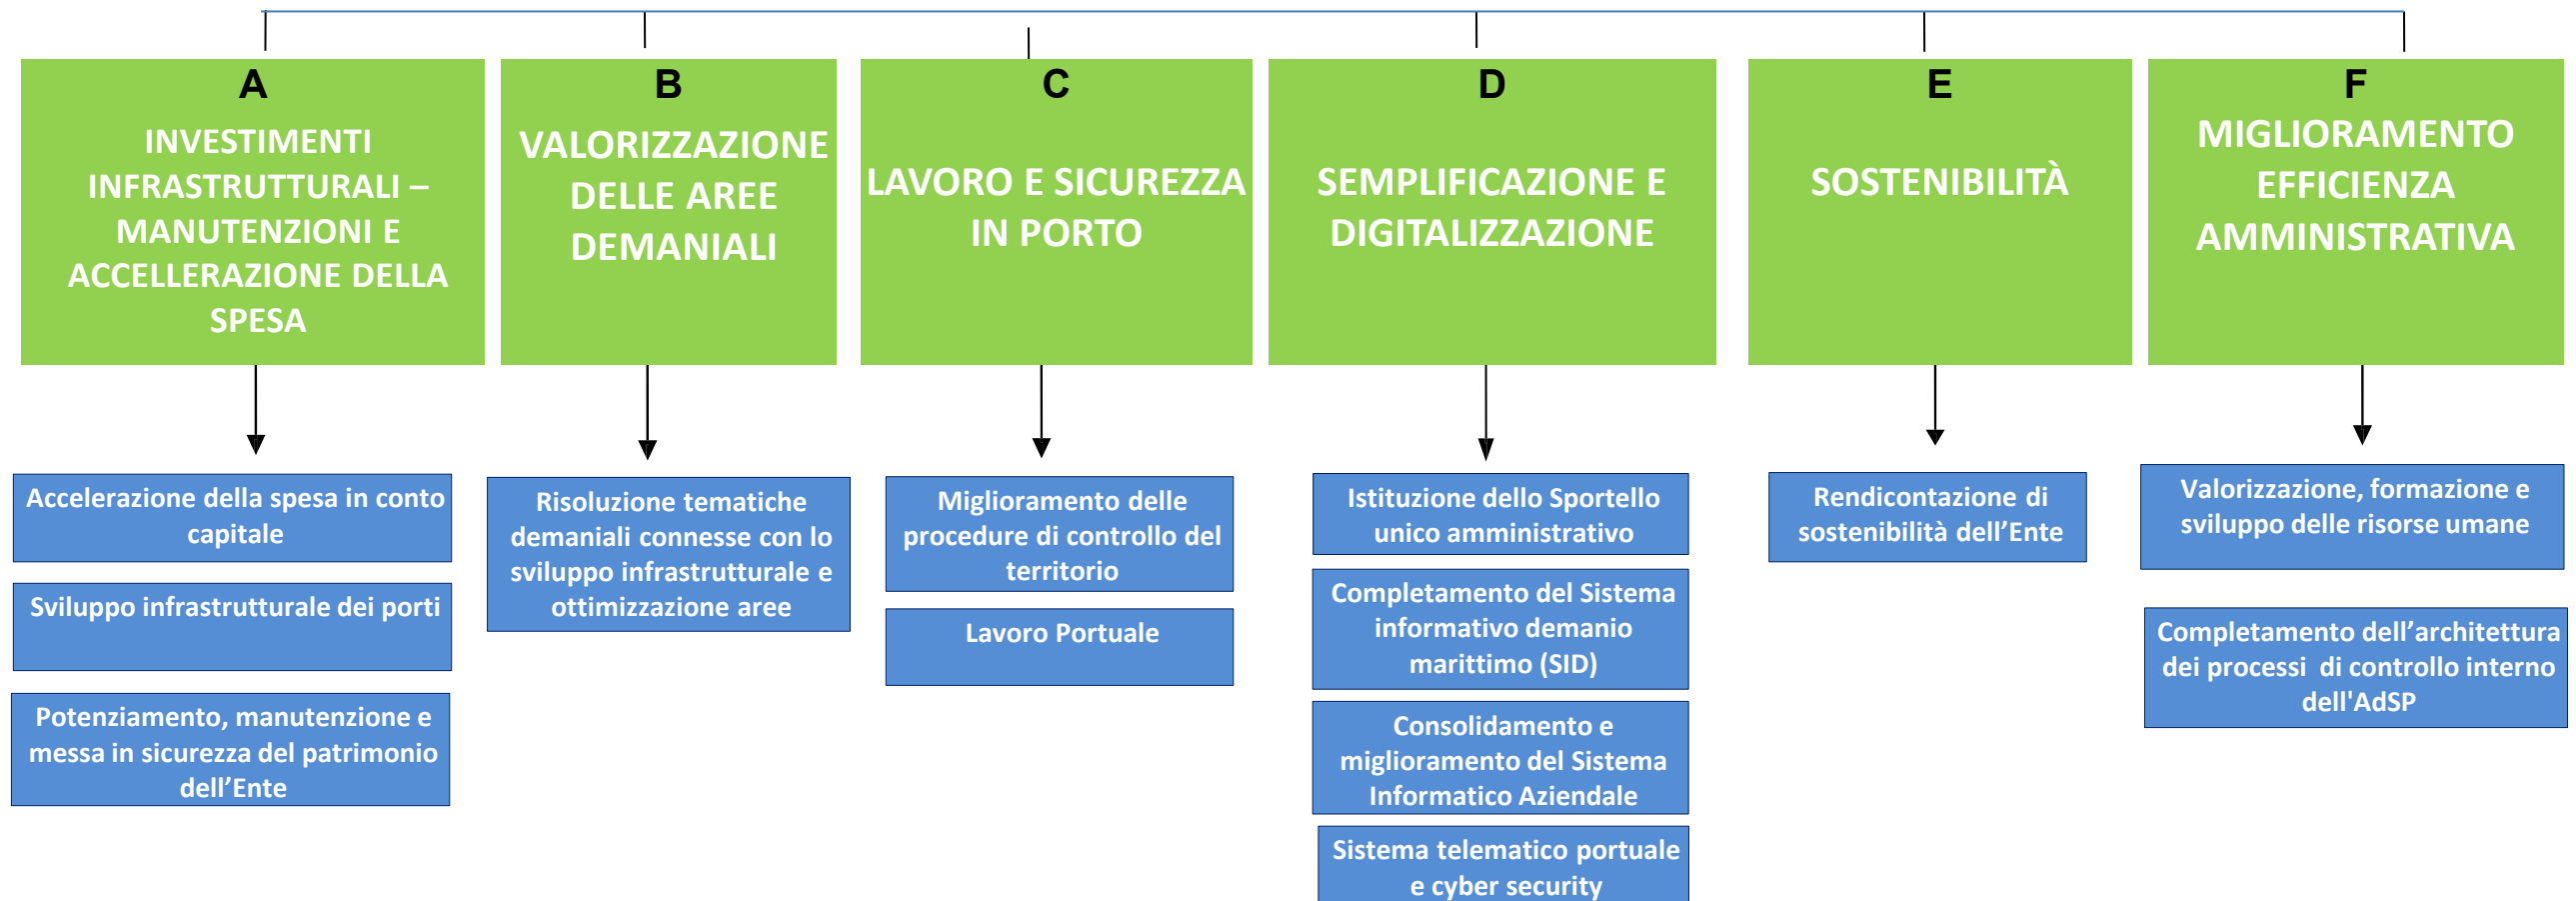 A
INVESTIMENTI
INFRASTRUTTURALI –
MANUTENZIONI E
ACCELLERAZIONE DELLA
SPESA
B
VALORIZZAZIONE
DELLE AREE
DEMANIALI
C
LAVORO E SICUREZZA
IN PORTO
D
SEMPLIFICAZIONE E
DIGITALIZZAZIONE
E
SOSTENIBILITÀ
F
MIGLIORAMENTO
EFFICIENZA
AMMINISTRATIVA
Accelerazione della spesa in conto
capitale
Sviluppo infrastrutturale dei porti
Potenziamento, manutenzione e
messa in sicurezza del patrimonio
dell’Ente
Risoluzione tematiche
demaniali connesse con lo
sviluppo infrastrutturale e
ottimizzazione aree
Miglioramento delle
procedure di controllo del
territorio
Lavoro Portuale
Istituzione dello Sportello
unico amministrativo
Completamento del Sistema
informativo demanio
marittimo (SID)
Consolidamento e
miglioramento del Sistema
Informatico Aziendale
Sistema telematico portuale
e cyber security
Rendicontazione di
sostenibilità dell’Ente
Valorizzazione, formazione e
sviluppo delle risorse umane
Completamento dell’architettura
dei processi di controllo interno
dell'AdSP